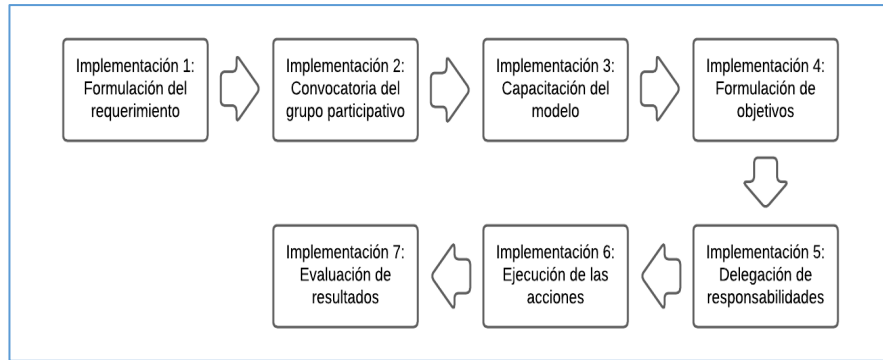 Implementación 1:
Formulación del
requerimiento
Implementación 2:
Convocatoria del
grupo participativo
Implementación 3:
Capacitación del
modelo
Implementación 4:
Formulación de
objetivos
Implementación 5:
Delegación de
responsabilidades
Implementación 6:
Ejecución de las
acciones
Implementación 7:
Evaluación de
resultados